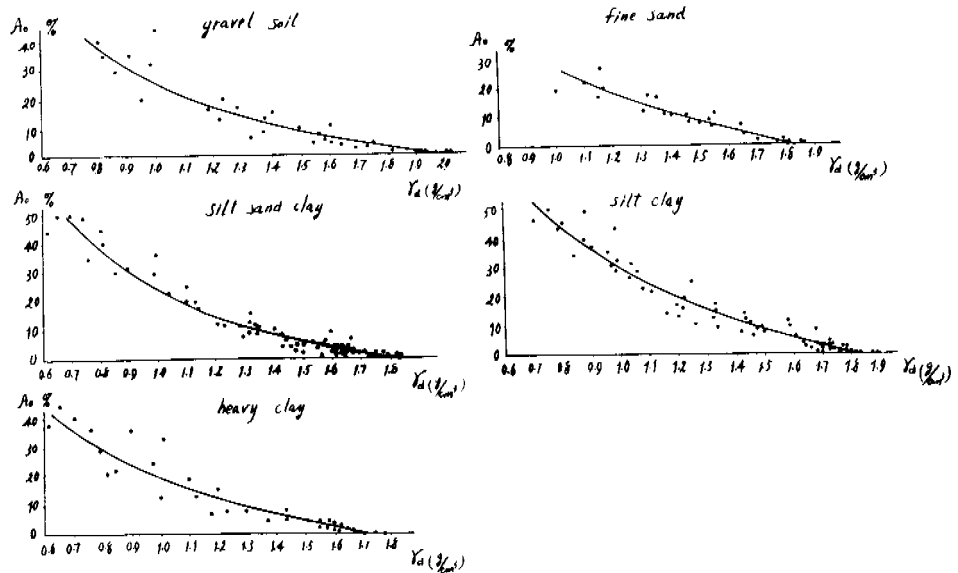 gravel soil
A₀ %
40
30
20
10
0
0.6 0.7 0.8 0.9 1.0 1.1 1.2 1.3 1.4 1.5 1.6 1.7 1.8 1.9 2.0
γd (g/cm³)
fine sand
A₀ %
30
20
10
0
0.8 0.9 1.0 1.1 1.2 1.3 1.4 1.5 1.6 1.7 1.8 1.9
γd (g/cm³)
silt sand clay
A₀ %
50
40
30
20
10
0
0.6 0.7 0.8 0.9 1.0 1.1 1.2 1.3 1.4 1.5 1.6 1.7 1.8
γd (g/cm³)
silt clay
50
40
30
20
10
0
0.6 0.7 0.8 0.9 1.0 1.1 1.2 1.3 1.4 1.5 1.6 1.7 1.8 1.9
γd (g/cm³)
heavy clay
A₀ %
40
30
20
10
0
0.6 0.7 0.8 0.9 1.0 1.1 1.2 1.3 1.4 1.5 1.6 1.7 1.8
γd (g/cm³)